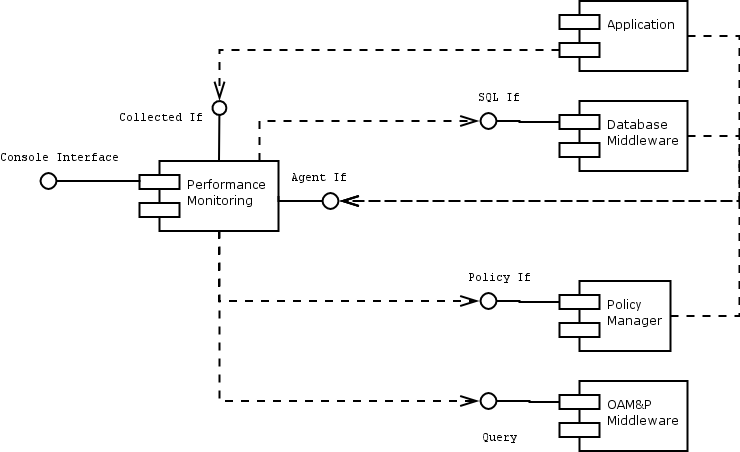 Application
SQL If
Collected If
Database
Middleware
Console Interface
Performance
Monitoring
Agent If
Policy If
Policy
Manager
OAM&P
Middleware
Query